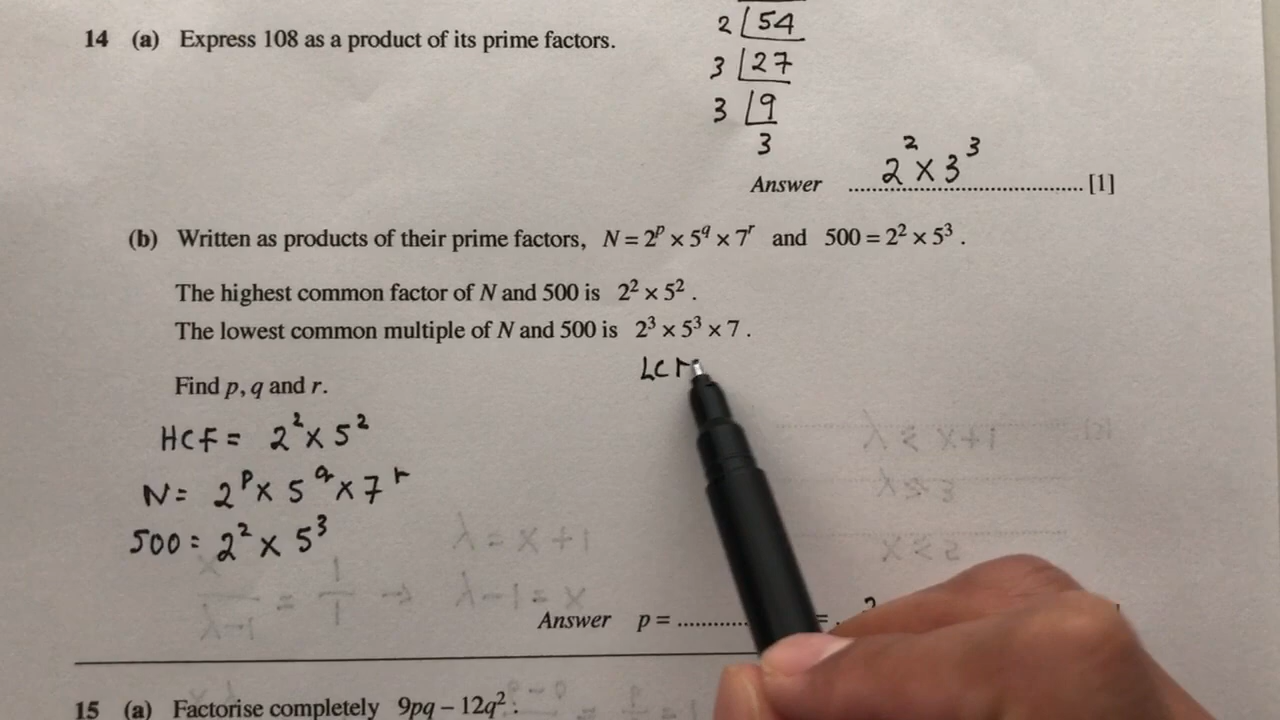 2 | 54
14 (a) Express 108 as a product of its prime factors.
3 | 27
3 | 9
3
Answer 2² × 3³ [1]
(b) Written as products of their prime factors, N = 2ᵖ × 5^q × 7ʳ and 500 = 2² × 5³ .
The highest common factor of N and 500 is 2² × 5² .
The lowest common multiple of N and 500 is 2³ × 5³ × 7 .
LC
Find p, q and r.
HCF = 2² × 5²
N = 2ᵖ × 5^q × 7ʳ
500 = 2² × 5³
Answer p = .......... = . 2
15 (a) Factorise completely 9pq – 12q² .